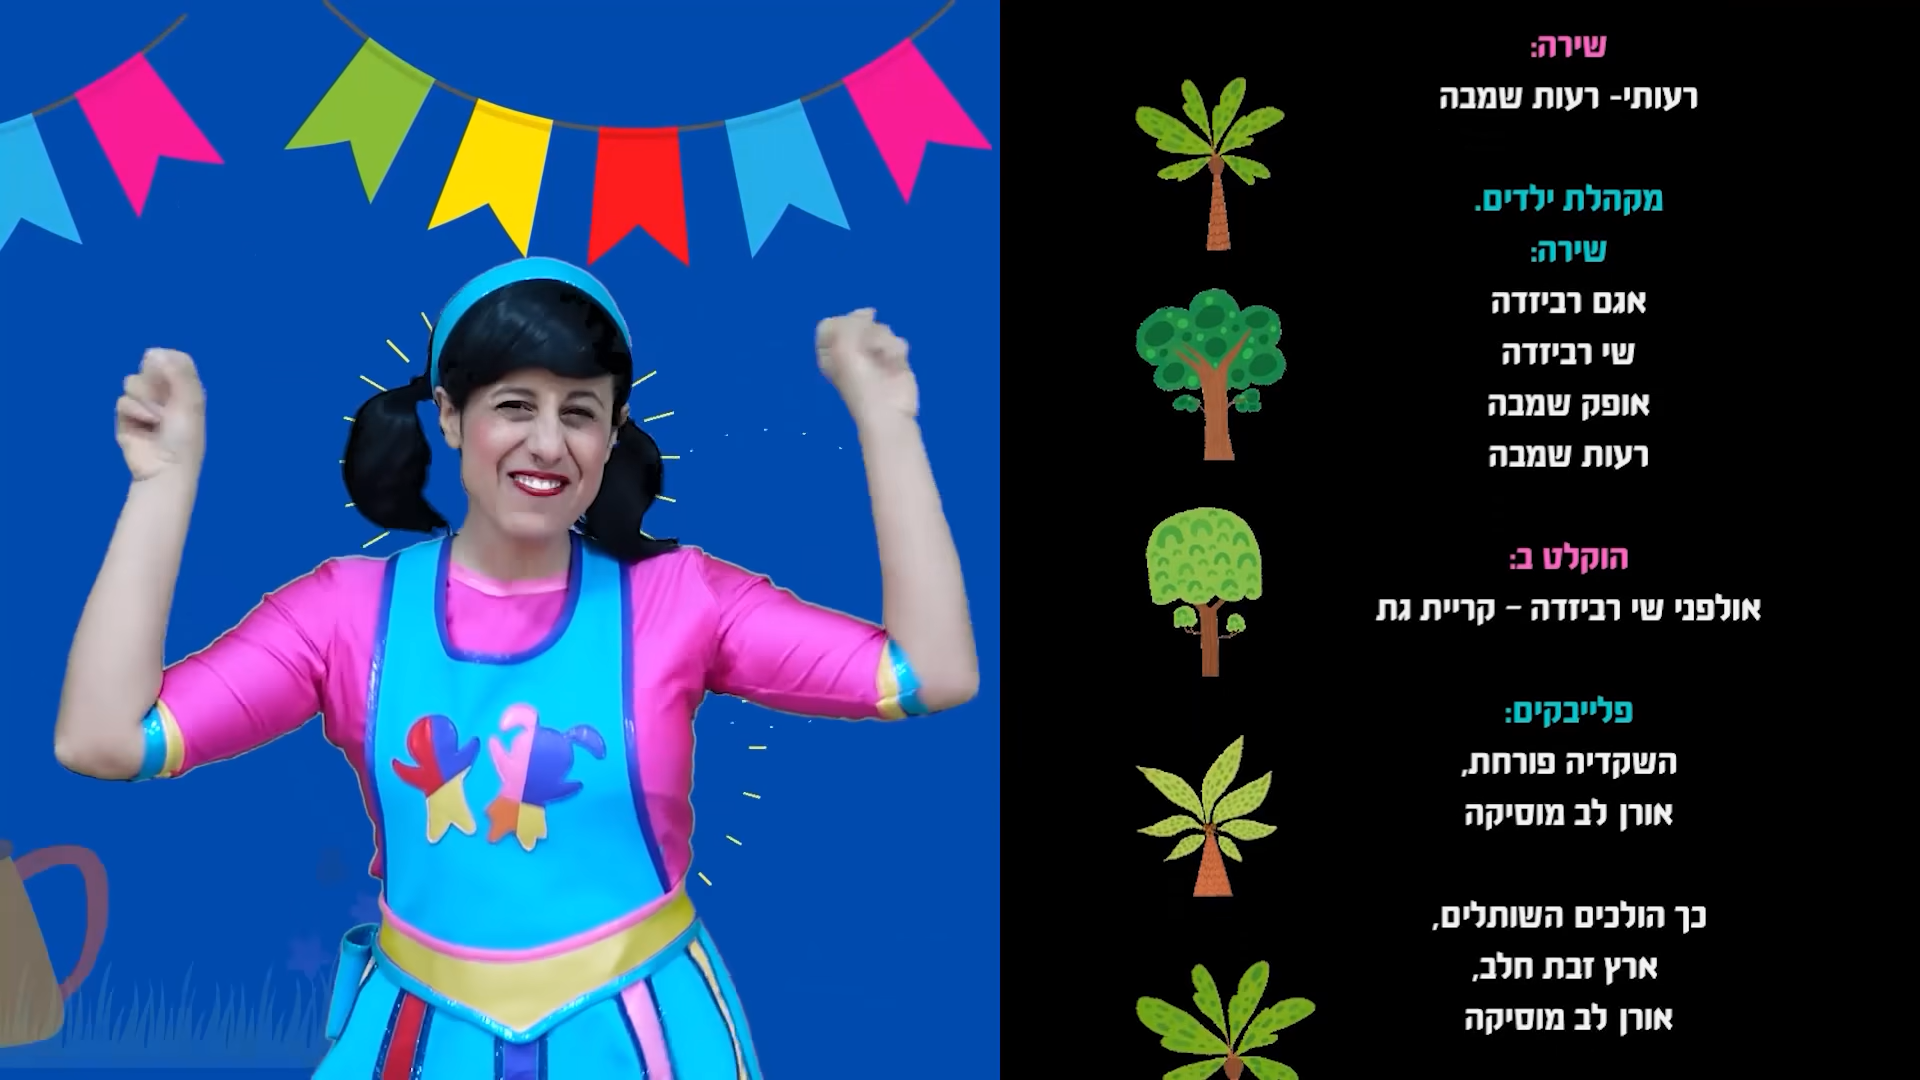 שירה:
רעותי- רעות שמבה
מקהלת ילדים.
שירה:
אגם רביזדה
שי רביזדה
אופק שמבה
רעות שמבה
הוקלט ב:
אולפני שי רביזדה – קריית גת
פלייבקים:
השקדיה פורחת,
אורן לב מוסיקה
כך הולכים השותלים,
ארץ זבת חלב,
אורן לב מוסיקה